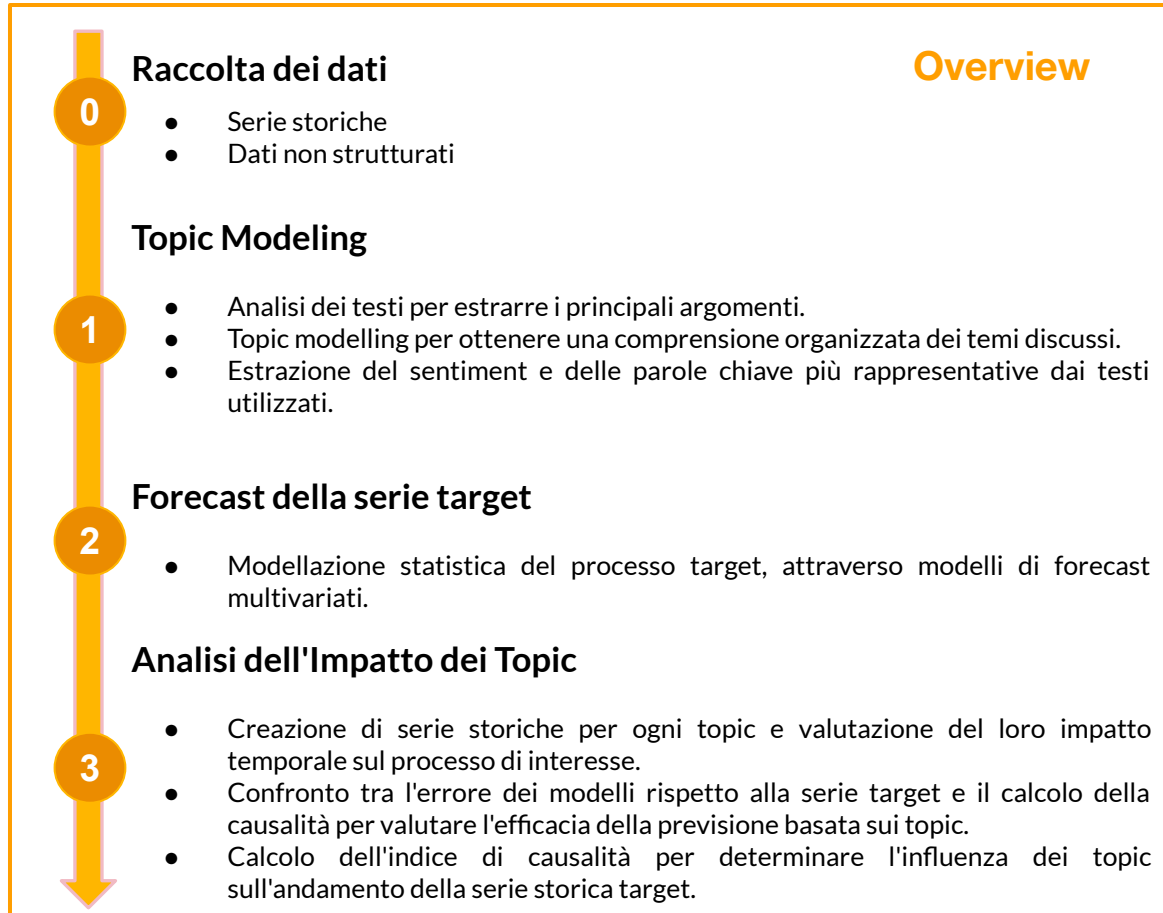 Overview
0
Raccolta dei dati
● Serie storiche
● Dati non strutturati
1
Topic Modeling
● Analisi dei testi per estrarre i principali argomenti.
● Topic modelling per ottenere una comprensione organizzata dei temi discussi.
● Estrazione del sentiment e delle parole chiave più rappresentative dai testi
utilizzati.
2
Forecast della serie target
● Modellazione statistica del processo target, attraverso modelli di forecast
multivariati.
3
Analisi dell'Impatto dei Topic
● Creazione di serie storiche per ogni topic e valutazione del loro impatto
temporale sul processo di interesse.
● Confronto tra l'errore dei modelli rispetto alla serie target e il calcolo della
causalità per valutare l'efficacia della previsione basata sui topic.
● Calcolo dell'indice di causalità per determinare l'influenza dei topic
sull'andamento della serie storica target.